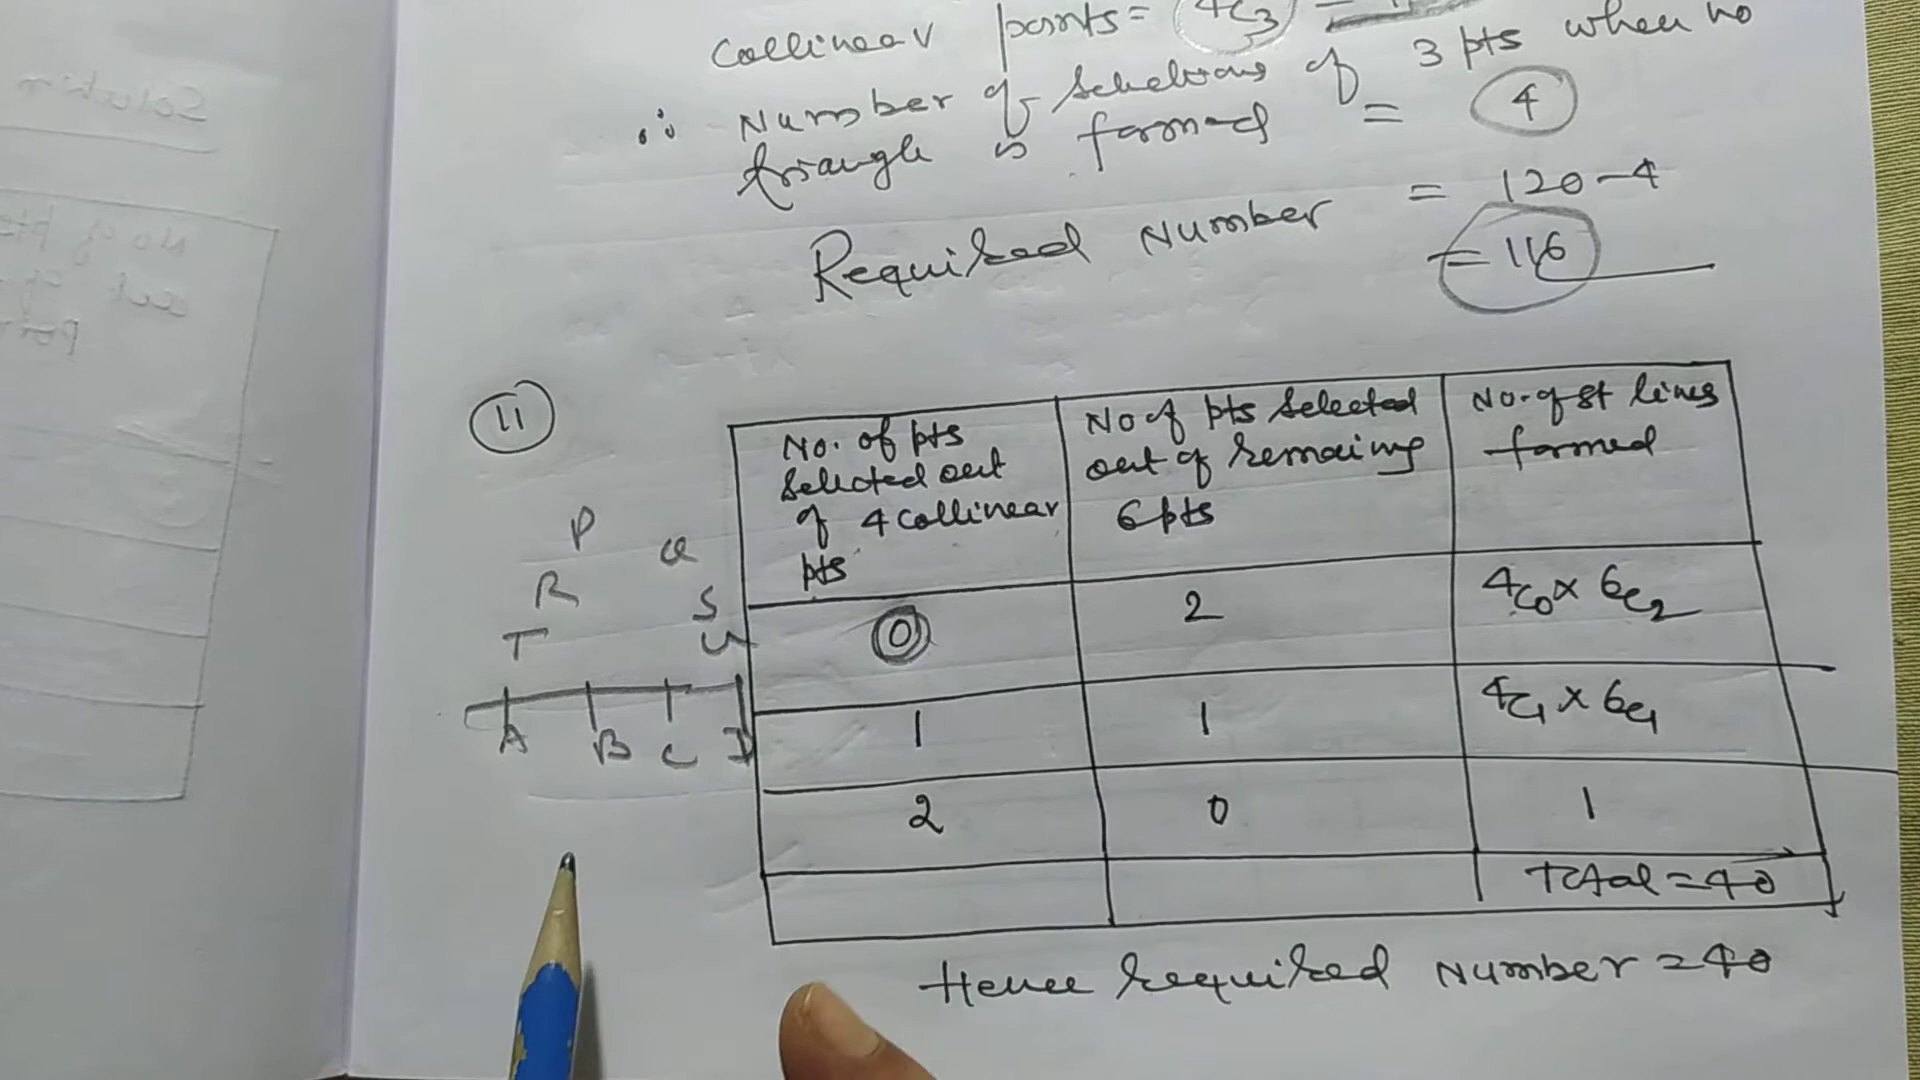 Collinear points = 4C3 =
∴ Number of selections of 3 pts when no
triangle is formed = 4
Required Number = 120-4
= 116
11
No. of pts
selected out
of 4 collinear
pts
No of pts selected
out of remaing
6 pts
No. of st lines
formed
0 2 4C0 x 6C2
1 1 4C1 x 6C1
2 0 1
Total = 40
P Q
R S
T U
A B C D
Hence required Number = 40